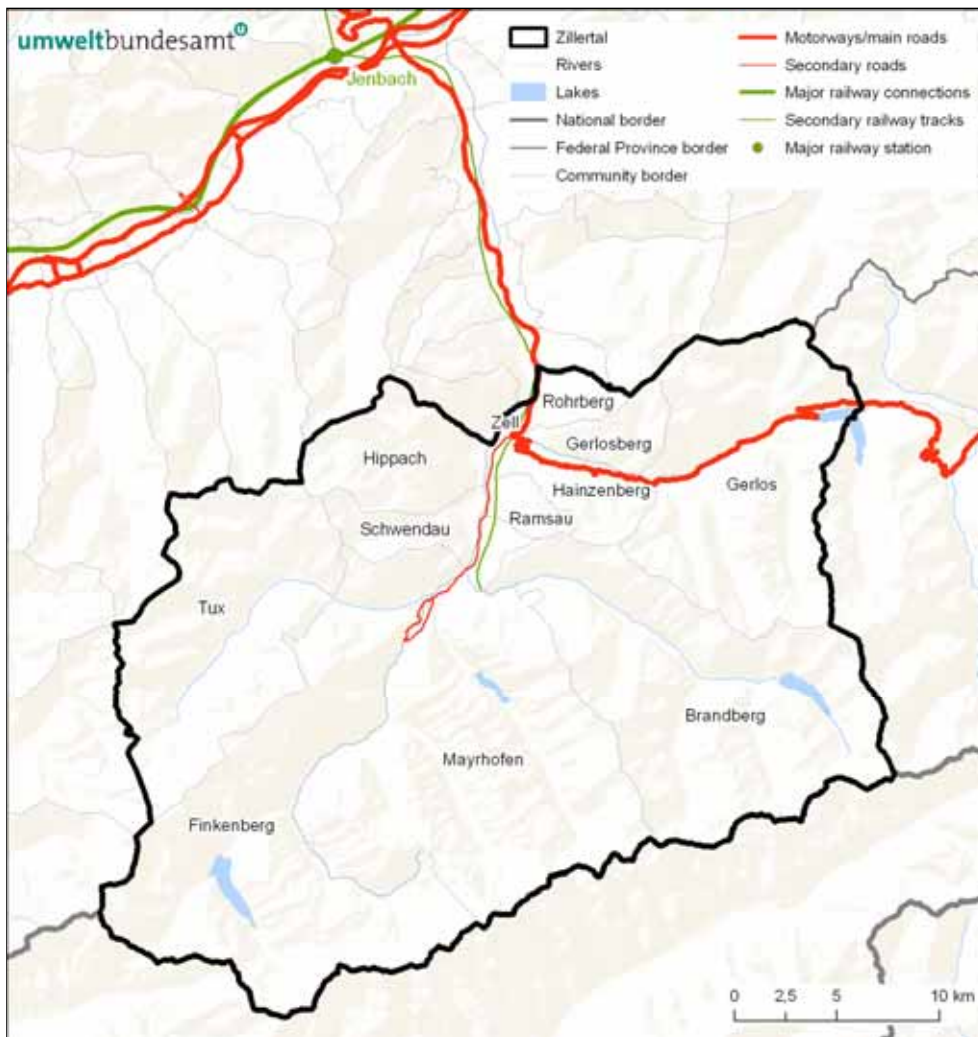 umweltbundesamt
Jenbach
Zillertal
Rivers
Lakes
National border
Federal Province border
Community border
Motorways/main roads
Secondary roads
Major railway connections
Secondary railway tracks
Major railway station
Rohrberg
Zell
Gerlosberg
Hippach
Hainzenberg
Gerlos
Schwendau
Ramsau
Tux
Brandberg
Mayrhofen
Finkenberg
0 2,5 5 10 km